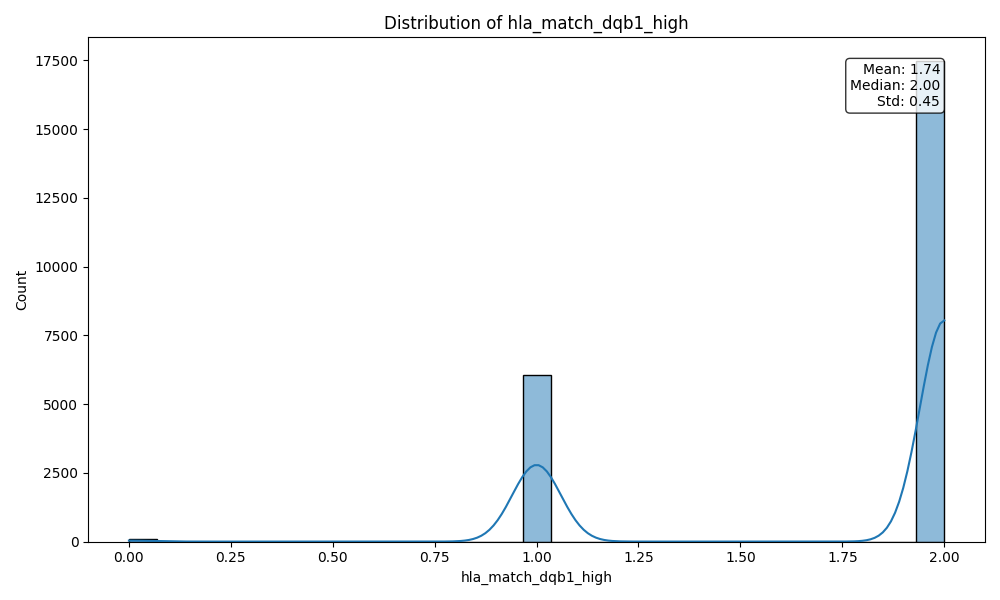 Distribution of hla_match_dqb1_high
Mean: 1.74
Median: 2.00
Std: 0.45
Count
17500
15000
12500
10000
7500
5000
2500
0
0.00 0.25 0.50 0.75 1.00 1.25 1.50 1.75 2.00
hla_match_dqb1_high